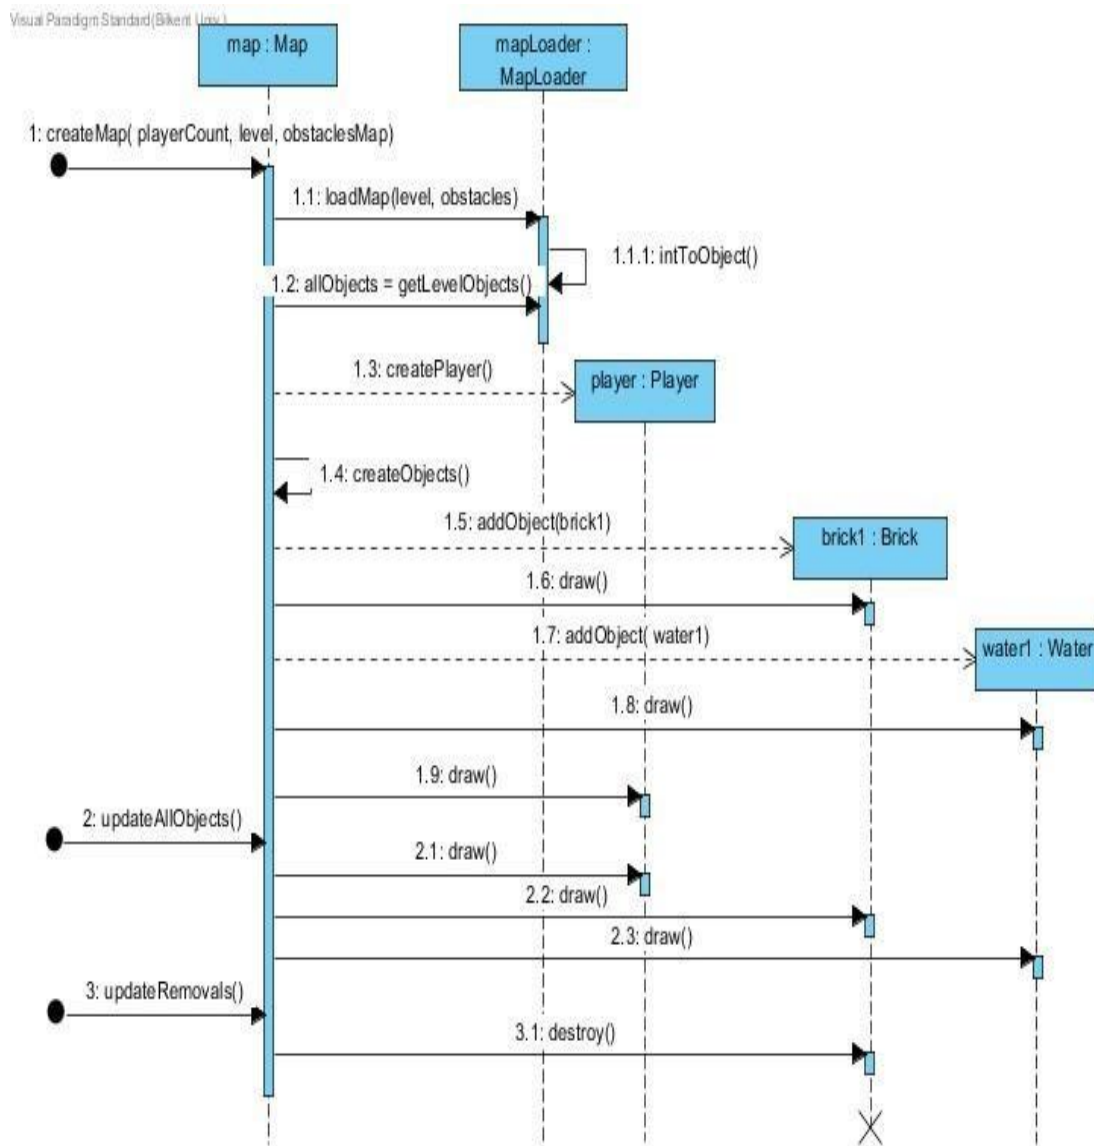 Visual Paradigm Standard(Bilkent Univ.)
map : Map
mapLoader :
MapLoader
1: createMap( playerCount, level, obstaclesMap)
1.1: loadMap(level, obstacles)
1.1.1: intToObject()
1.2: allObjects = getLevelObjects()
1.3: createPlayer()
player : Player
1.4: createObjects()
1.5: addObject(brick1)
brick1 : Brick
1.6: draw()
1.7: addObject( water1)
water1 : Water
1.8: draw()
1.9: draw()
2: updateAllObjects()
2.1: draw()
2.2: draw()
2.3: draw()
3: updateRemovals()
3.1: destroy()